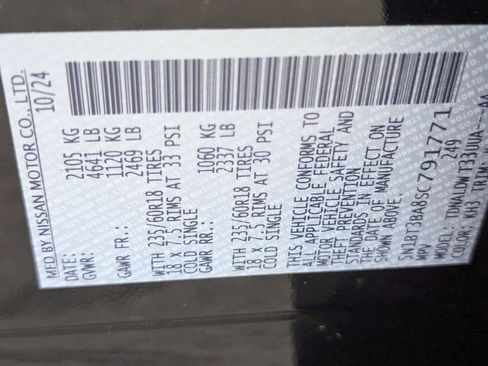 MFD BY NISSAN MOTOR CO., LTD.
DATE: 10/24
GVWR: 2105 KG
4641 LB
GAWR FR.: 1120 KG
2469 LB
WITH 235/60R18 TIRES
18 X 7.5 RIMS AT 33 PSI
COLD SINGLE
GAWR RR.: 1060 KG
2337 LB
WITH 235/60R18 TIRES
18 X 7.5 RIMS AT 30 PSI
COLD SINGLE
THIS VEHICLE CONFORMS TO
ALL APPLICABLE FEDERAL
MOTOR VEHICLE SAFETY AND
THEFT PREVENTION
STANDARDS IN EFFECT ON
THE DATE OF MANUFACTURE
SHOWN ABOVE.
5N1BT3BA8SC791771
MPV 249
MODEL: TDNALDWT33UUA---AA
COLOR: KH3 TRIM